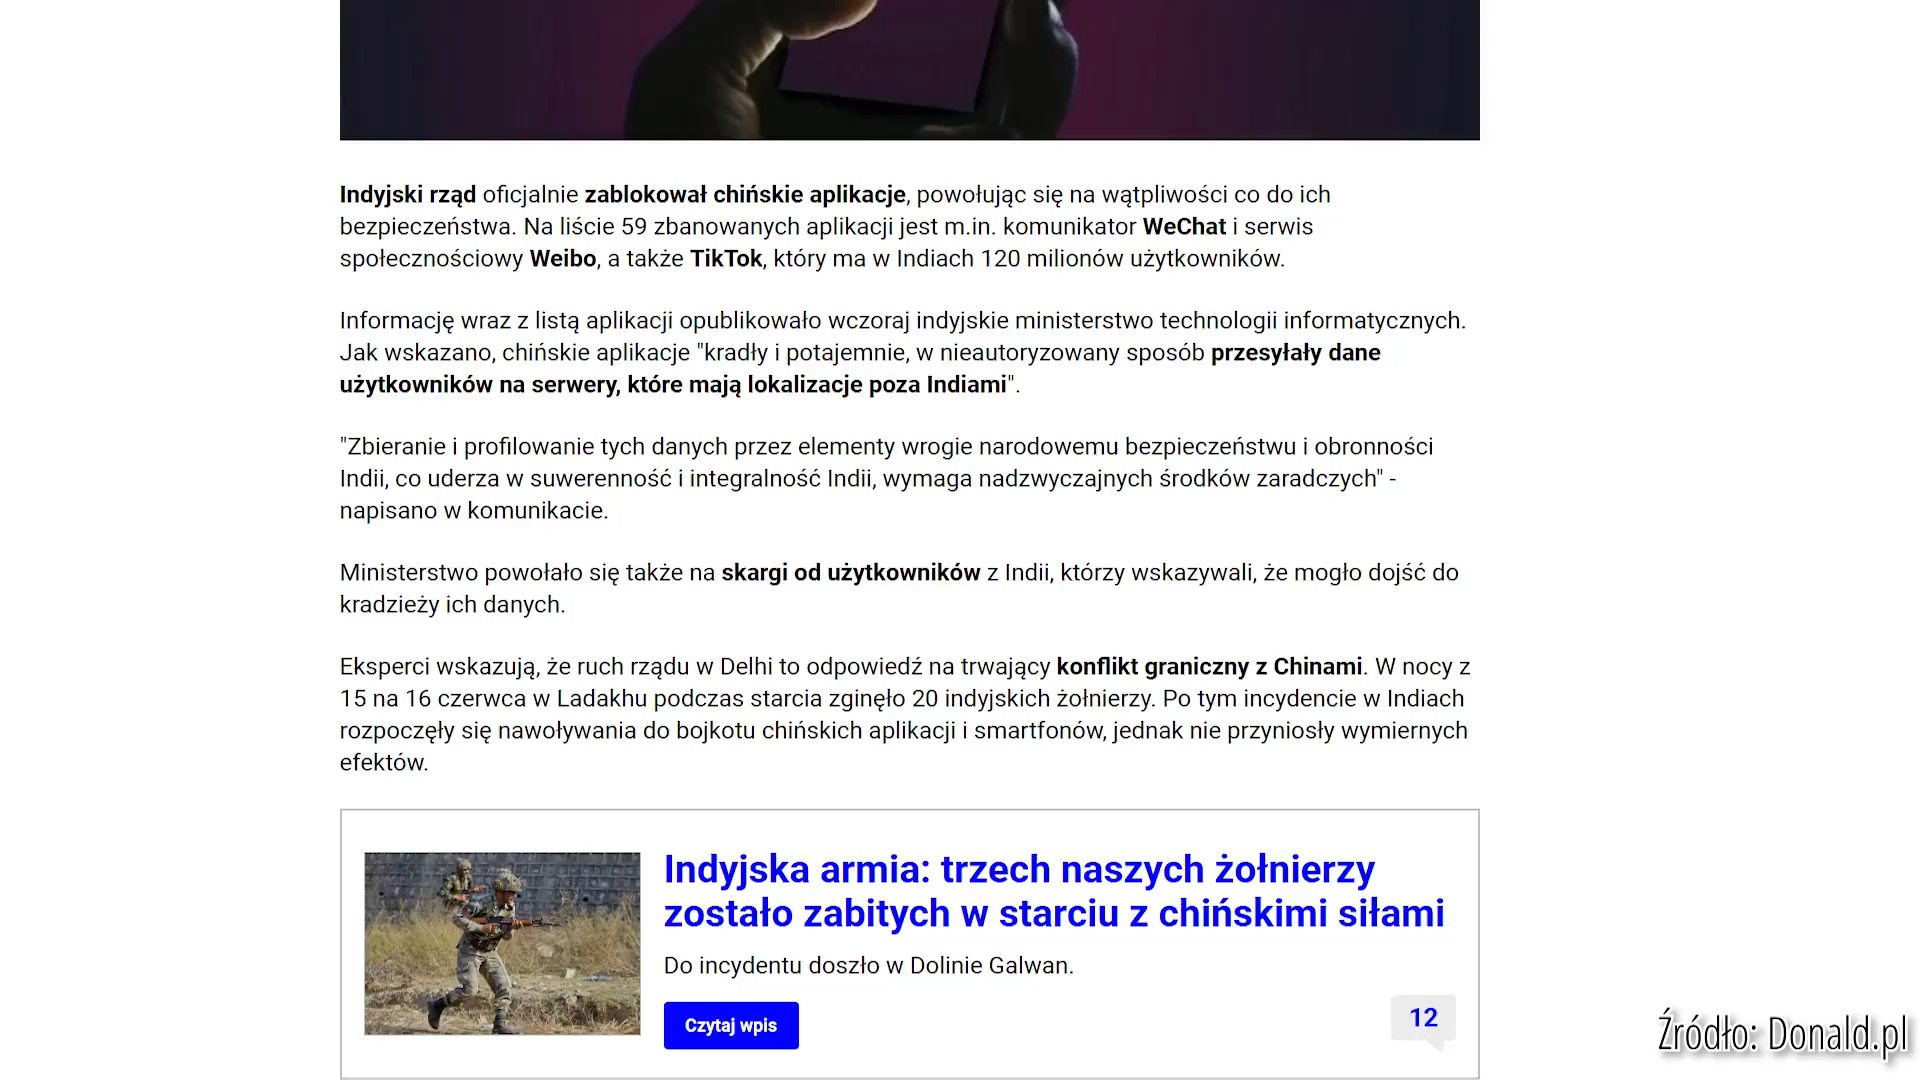 Indyjski rząd oficjalnie zablokował chińskie aplikacje, powołując się na wątpliwości co do ich
bezpieczeństwa. Na liście 59 zbanowanych aplikacji jest m.in. komunikator WeChat i serwis
społecznościowy Weibo, a także TikTok, który ma w Indiach 120 milionów użytkowników.
Informację wraz z listą aplikacji opublikowało wczoraj indyjskie ministerstwo technologii informatycznych.
Jak wskazano, chińskie aplikacje "kradły i potajemnie, w nieautoryzowany sposób przesyłały dane
użytkowników na serwery, które mają lokalizacje poza Indiami".
"Zbieranie i profilowanie tych danych przez elementy wrogie narodowemu bezpieczeństwu i obronności
Indii, co uderza w suwerenność i integralność Indii, wymaga nadzwyczajnych środków zaradczych" -
napisano w komunikacie.
Ministerstwo powołało się także na skargi od użytkowników z Indii, którzy wskazywali, że mogło dojść do
kradzieży ich danych.
Eksperci wskazują, że ruch rządu w Delhi to odpowiedź na trwający konflikt graniczny z Chinami. W nocy z
15 na 16 czerwca w Ladakhu podczas starcia zginęło 20 indyjskich żołnierzy. Po tym incydencie w Indiach
rozpoczęły się nawoływania do bojkotu chińskich aplikacji i smartfonów, jednak nie przyniosły wymiernych
efektów.
Indyjska armia: trzech naszych żołnierzy
zostało zabitych w starciu z chińskimi siłami
Do incydentu doszło w Dolinie Galwan.
Czytaj wpis
12
Źródło: Donald.pl